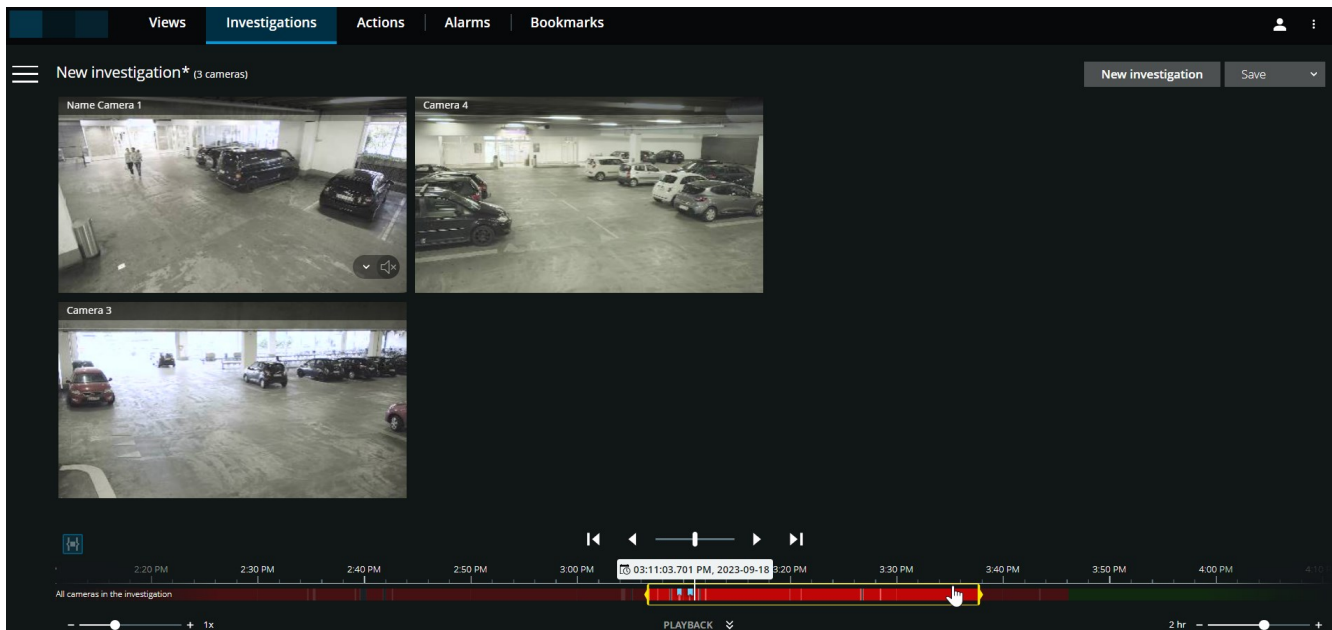 Views Investigations Actions Alarms Bookmarks
New investigation* (3 cameras)
New investigation Save
Name Camera 1
Camera 4
Camera 3
2:20 PM 2:30 PM 2:40 PM 2:50 PM 3:00 PM 03:11:03.701 PM, 2023-09-18 3:20 PM 3:30 PM 3:40 PM 3:50 PM 4:00 PM 4:10
All cameras in the investigation
- + 1x PLAYBACK 2 hr - +